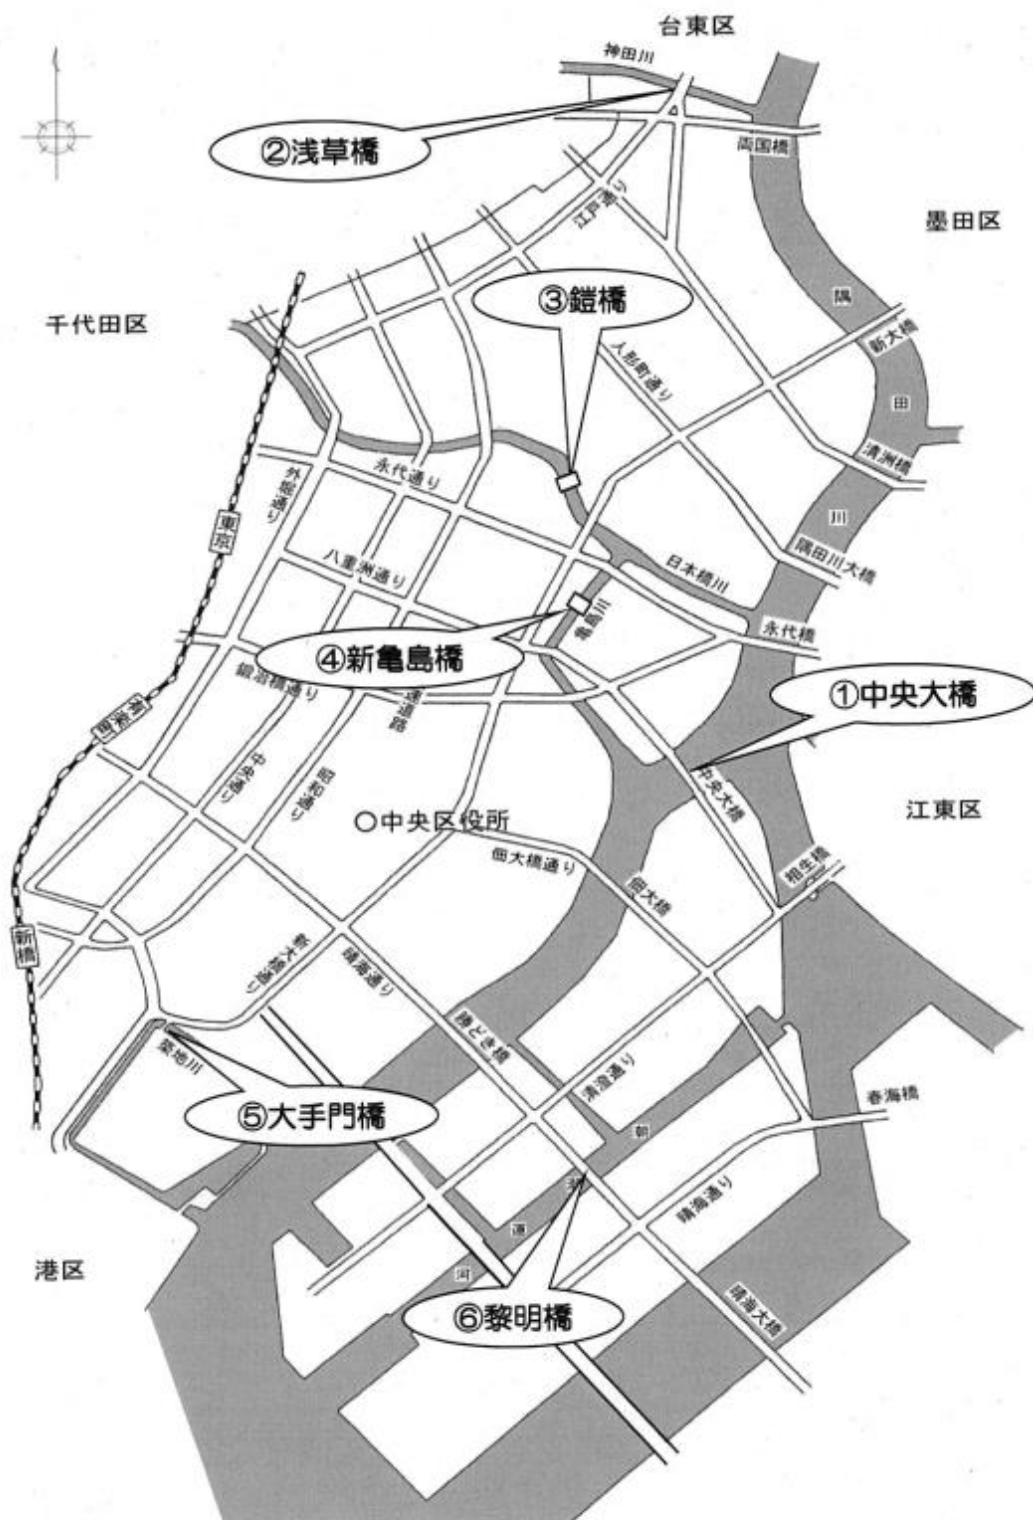 台東区
神田川
②浅草橋
両国橋
墨田区
江戸通り
③鎧橋
隅
千代田区
新大橋
人形町通り
田
清洲橋
永代通り
外堀通り
川
東京
隅田川大橋
八重洲通り
日本橋川
亀島川
永代橋
④新亀島橋
鍛冶橋通り
速道路
①中央大橋
有楽町
中央大橋
中央通り
昭和通り
江東区
○中央区役所
佃大橋通り
相生橋
佃大橋
新橋
新大橋通り
晴海通り
勝どき橋
築地川
清澄通り
春海橋
⑤大手門橋
朝
潮
運
河
晴海通り
港区
晴海大橋
⑥黎明橋